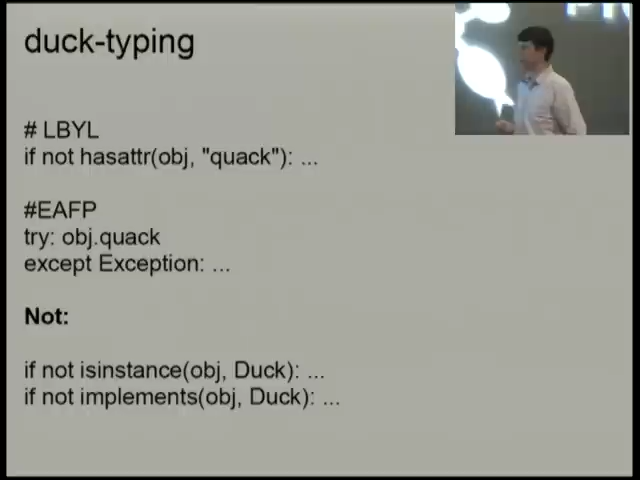 duck-typing
# LBYL
if not hasattr(obj, "quack"): ...
#EAFP
try: obj.quack
except Exception: ...
Not:
if not isinstance(obj, Duck): ...
if not implements(obj, Duck): ...